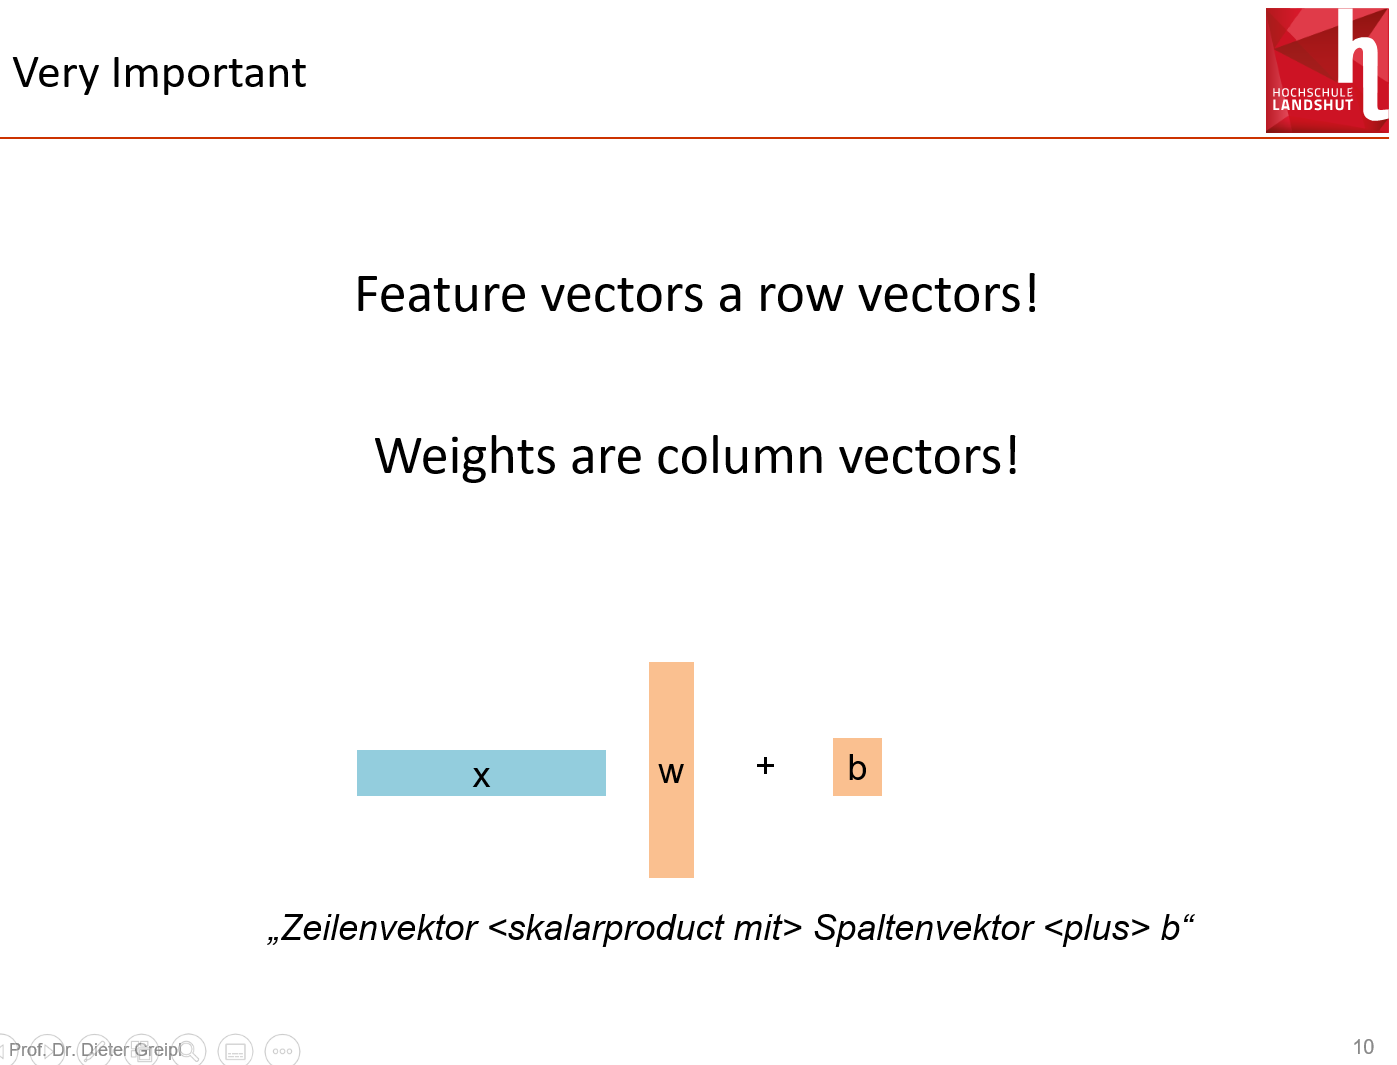 Very Important
HOCHSCHULE
LANDSHUT
Feature vectors a row vectors!
Weights are column vectors!
x
w
+
b
„Zeilenvektor <skalarproduct mit> Spaltenvektor <plus> b“
Prof. Dr. Dieter Greipl
10